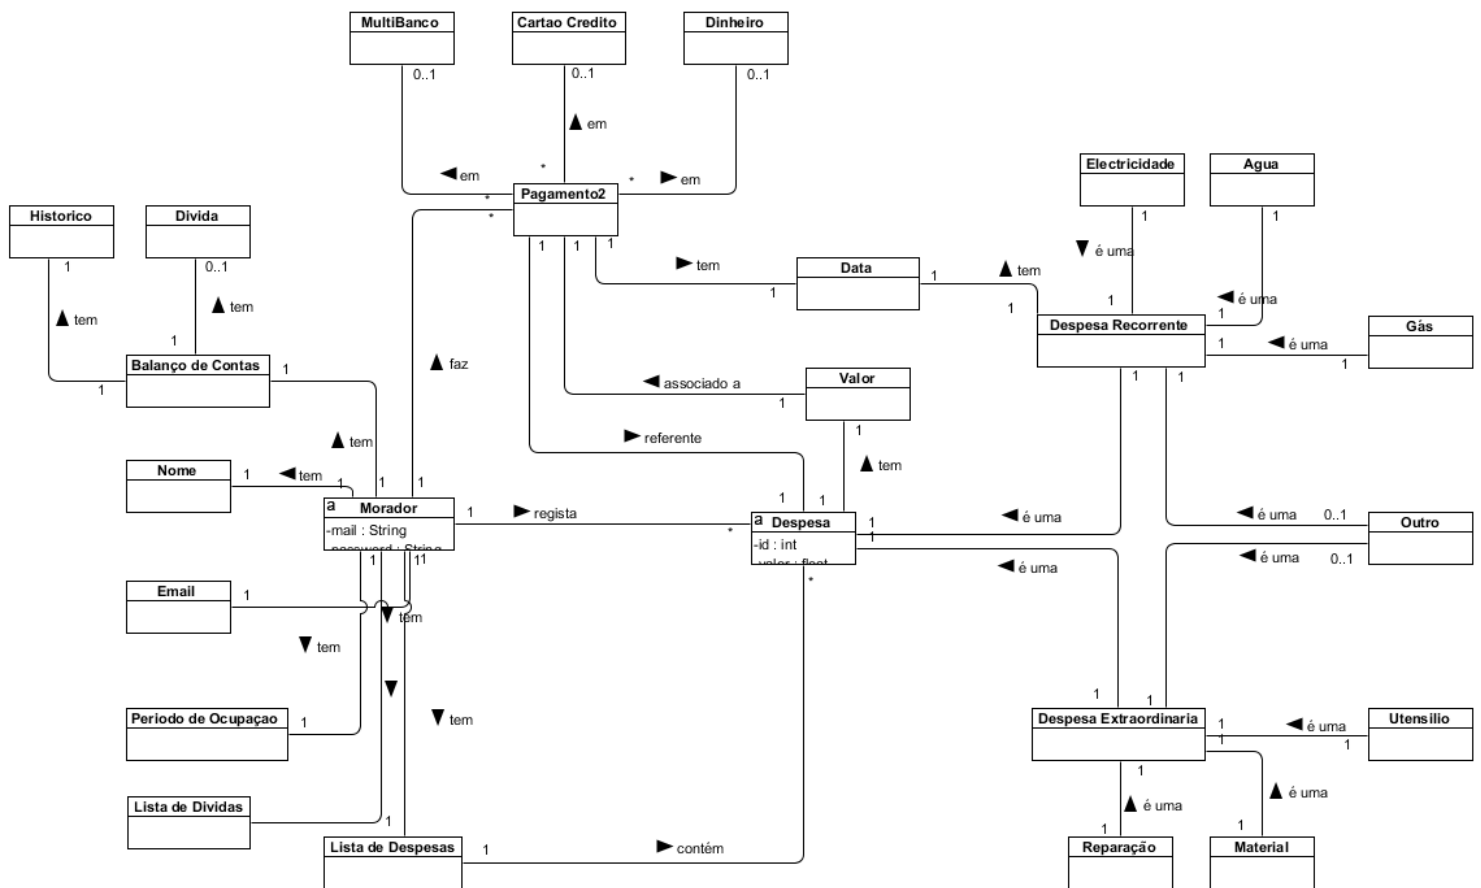 MultiBanco
Cartao Credito
Dinheiro
0..1
0..1
0..1
em
*
em
*
em
*
*
Pagamento2
1
1
1
Electricidade
Agua
1
1
é uma
é uma
1
1
Historico
Divida
1
0..1
tem
tem
1
1
Balanço de Contas
1
tem
Data
1
1
tem
1
Despesa Recorrente
1
1
1
é uma
Gás
1
faz
associado a
Valor
1
1
referente
tem
1
1
tem
Nome
1
tem
1
1
1
a
Morador
-mail : String
1
regista
*
a
Despesa
-id : int
1
1
*
é uma
é uma
é uma
0..1
Outro
é uma
0..1
1
1 1
Email
1
tem
tem
Periodo de Ocupaçao
1
tem
Lista de Dividas
1
Lista de Despesas
1
contém
1
1
Despesa Extraordinaria
1
1
1
é uma
Utensilio
1
é uma
é uma
1
1
Reparação
Material